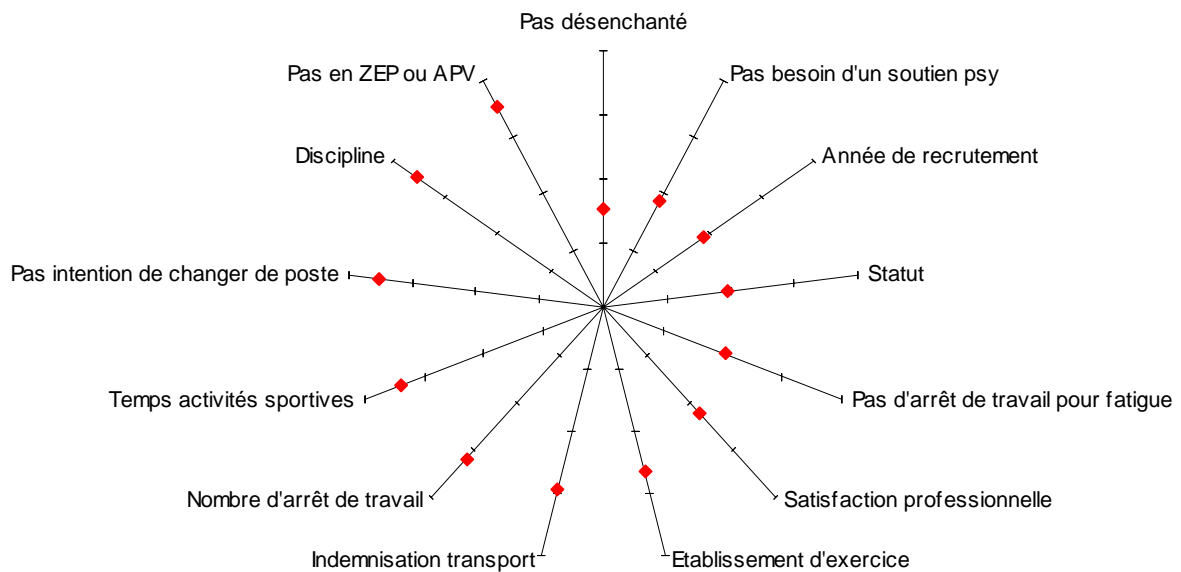 Pas désenchanté
Pas en ZEP ou APV
Pas besoin d'un soutien psy
Discipline
Année de recrutement
Pas intention de changer de poste
Statut
Temps activités sportives
Pas d'arrêt de travail pour fatigue
Nombre d'arrêt de travail
Satisfaction professionnelle
Indemnisation transport
Etablissement d'exercice